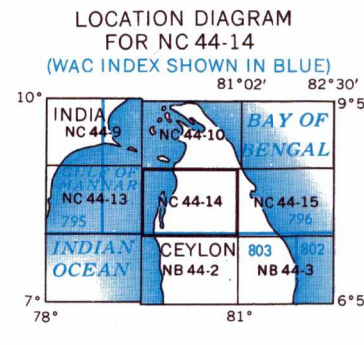 LOCATION DIAGRAM
FOR NC 44-14
(WAC INDEX SHOWN IN BLUE)
81°02' 82°30'
10° 9°5
INDIA
NC 44-9 NC 44-10 BAY OF
BENGAL
GULF OF
MANNAR
NC 44-13 NC 44-14 NC 44-15
795 796
INDIAN CEYLON 803 802
OCEAN NB 44-2 NB 44-3
7° 6°5
78° 81°